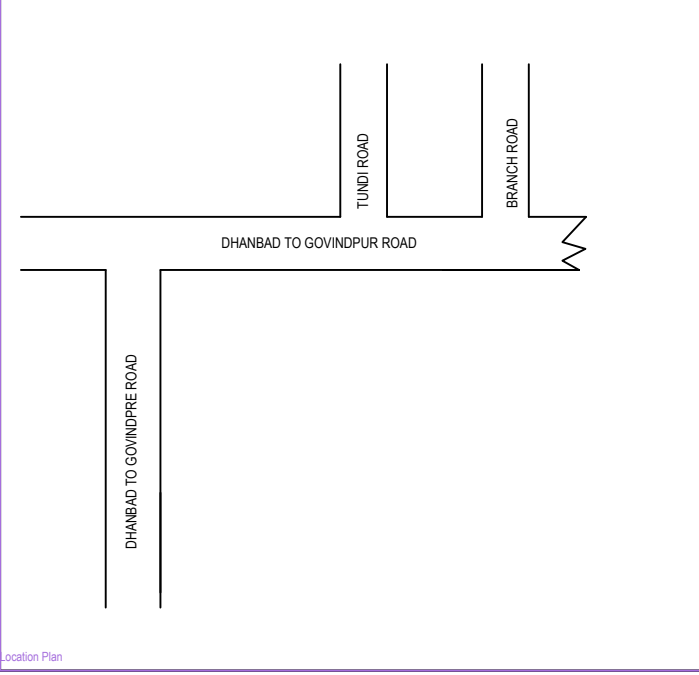 TUNDI ROAD
BRANCH ROAD
DHANBAD TO GOVINDPUR ROAD
DHANBAD TO GOVINDPRE ROAD
Location Plan